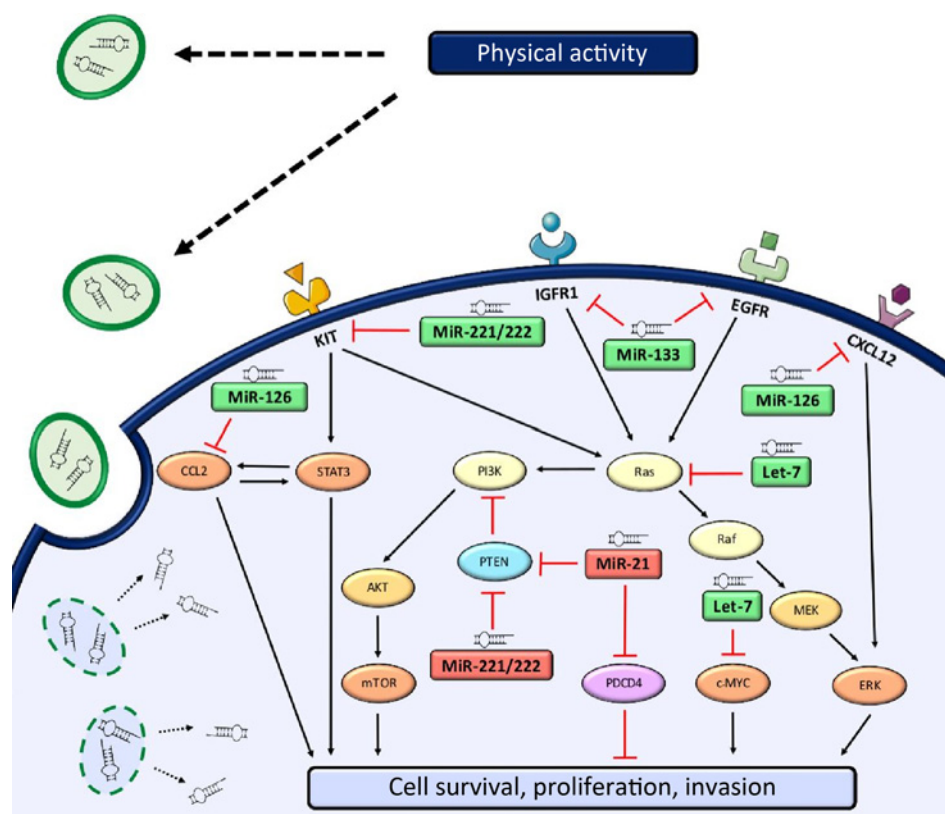 Physical activity
IGFR1
EGFR
KIT
MiR-221/222
MiR-133
CXCL12
MiR-126
MiR-126
CCL2
STAT3
PI3K
Ras
Let-7
Raf
PTEN
MiR-21
AKT
Let-7
MEK
MiR-221/222
mTOR
PDCD4
c-MYC
ERK
Cell survival, proliferation, invasion